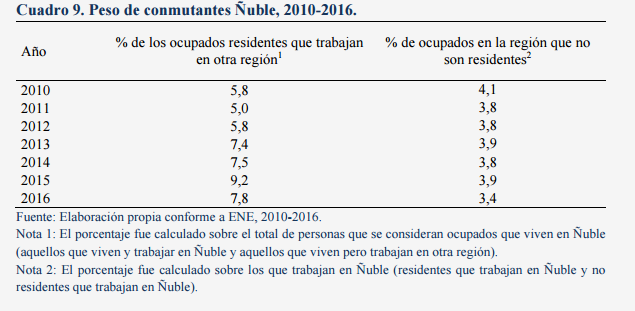 Cuadro 9. Peso de conmutantes Ñuble, 2010-2016.
Año % de los ocupados residentes que trabajan en otra región1 % de ocupados en la región que no son residentes2
2010 5,8 4,1
2011 5,0 3,8
2012 5,8 3,8
2013 7,4 3,9
2014 7,5 3,8
2015 9,2 3,9
2016 7,8 3,4
Fuente: Elaboración propia conforme a ENE, 2010-2016.
Nota 1: El porcentaje fue calculado sobre el total de personas que se consideran ocupados que viven en Ñuble
(aquellos que viven y trabajar en Ñuble y aquellos que viven pero trabajan en otra región).
Nota 2: El porcentaje fue calculado sobre los que trabajan en Ñuble (residentes que trabajan en Ñuble y no
residentes que trabajan en Ñuble).